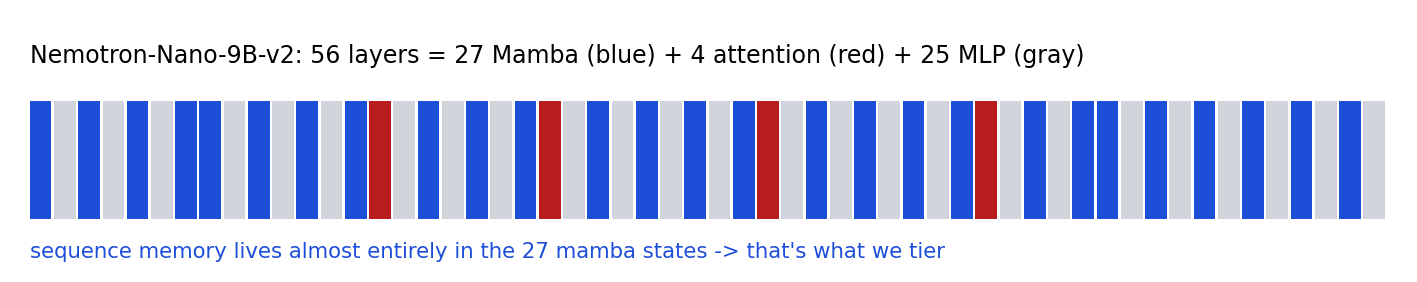 Nemotron-Nano-9B-v2: 56 layers = 27 Mamba (blue) + 4 attention (red) + 25 MLP (gray)
sequence memory lives almost entirely in the 27 mamba states -> that's what we tier